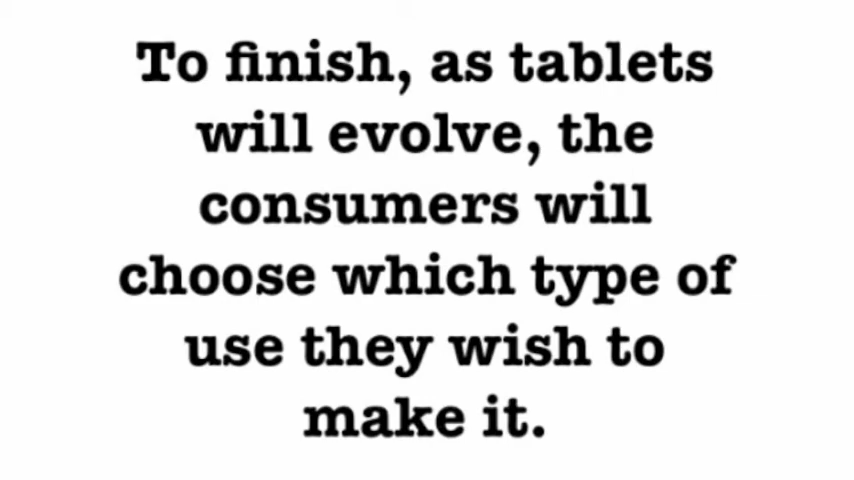 To finish, as tablets
will evolve, the
consumers will
choose which type of
use they wish to
make it.